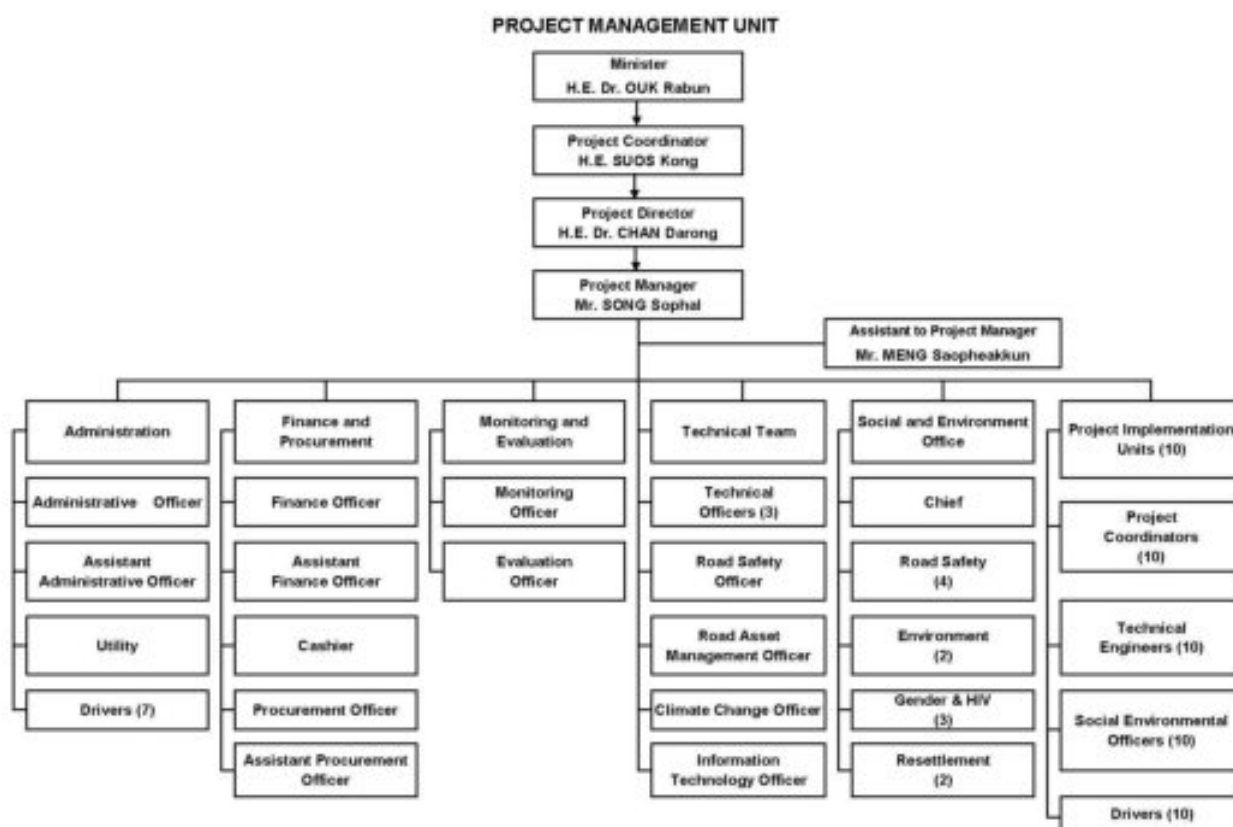 PROJECT MANAGEMENT UNIT
Minister
H.E. Dr. OUK Rabun
Project Coordinator
H.E. SUOS Kong
Project Director
H.E. Dr. CHAN Darong
Project Manager
Mr. SONG Sophal
Assistant to Project Manager
Mr. MENG Saopheakkun
Administration
Administrative Officer
Assistant
Administrative Officer
Utility
Drivers (7)
Finance and
Procurement
Finance Officer
Assistant
Finance Officer
Cashier
Procurement Officer
Assistant Procurement
Officer
Monitoring and
Evaluation
Monitoring
Officer
Evaluation
Officer
Technical Team
Technical
Officers (3)
Road Safety
Officer
Road Asset
Management Officer
Climate Change Officer
Information
Technology Officer
Social and Environment
Office
Chief
Road Safety
(4)
Environment
(2)
Gender & HIV
(3)
Resettlement
(2)
Project Implementation
Units (10)
Project
Coordinators
(10)
Technical
Engineers (10)
Social Environmental
Officers (10)
Drivers (10)